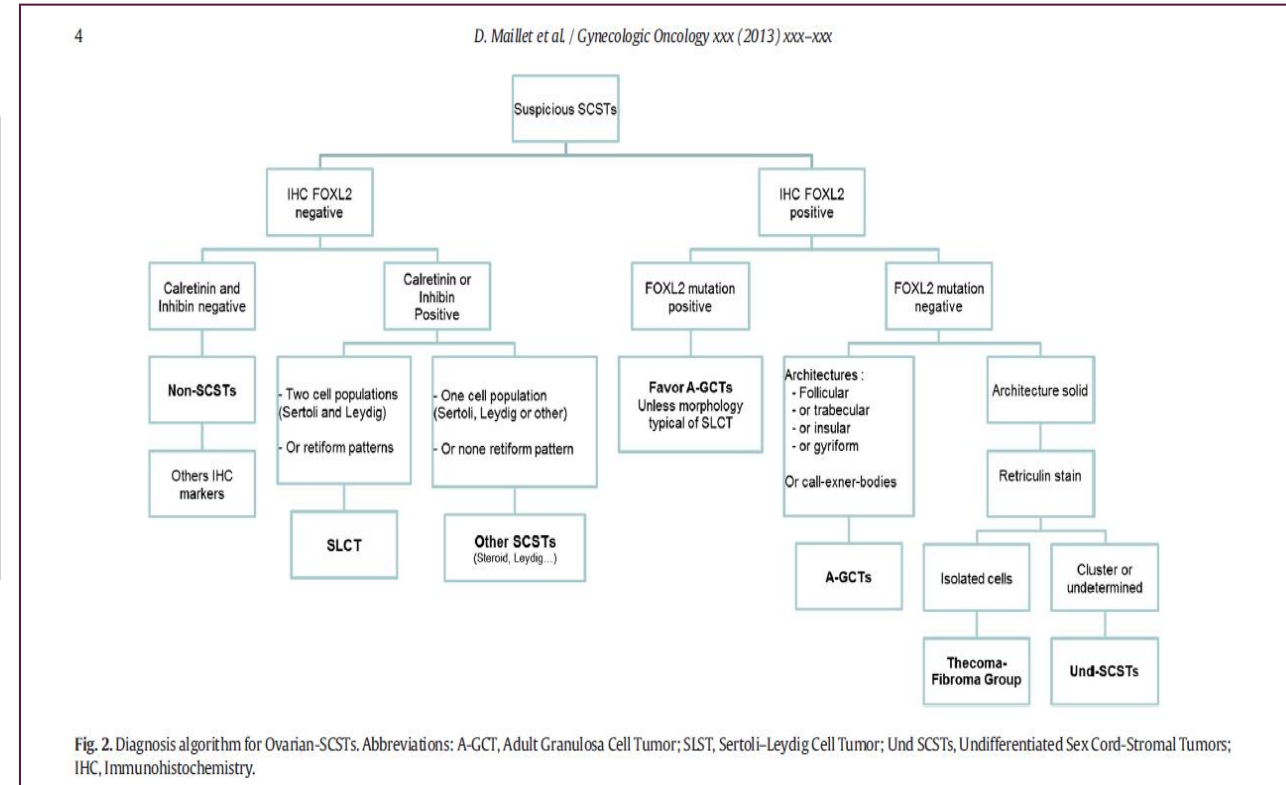 4
D. Maillet et al. / Gynecologic Oncology xxx (2013) xxx–xxx
Suspicious SCSTs
IHC FOXL2
negative
IHC FOXL2
positive
Calretinin and
Inhibin negative
Calretinin or
Inhibin
Positive
FOXL2 mutation
positive
FOXL2 mutation
negative
Non-SCSTs
- Two cell populations
(Sertoli and Leydig)
- Or retiform patterns
- One cell population
(Sertoli, Leydig or other)
- Or none retiform pattern
Favor A-GCTs
Unless morphology
typical of SLCT
Architectures :
- Follicular
- or trabecular
- or insular
- or gyriform
Or call-exner-bodies
Architecture solid
Others IHC
markers
Retriculin stain
SLCT
Other SCSTs
(Steroid, Leydig...)
A-GCTs
Isolated cells
Cluster or
undetermined
Thecoma-
Fibroma Group
Und-SCSTs
Fig. 2. Diagnosis algorithm for Ovarian-SCSTs. Abbreviations: A-GCT, Adult Granulosa Cell Tumor; SLST, Sertoli–Leydig Cell Tumor; Und SCSTs, Undifferentiated Sex Cord-Stromal Tumors;
IHC, Immunohistochemistry.